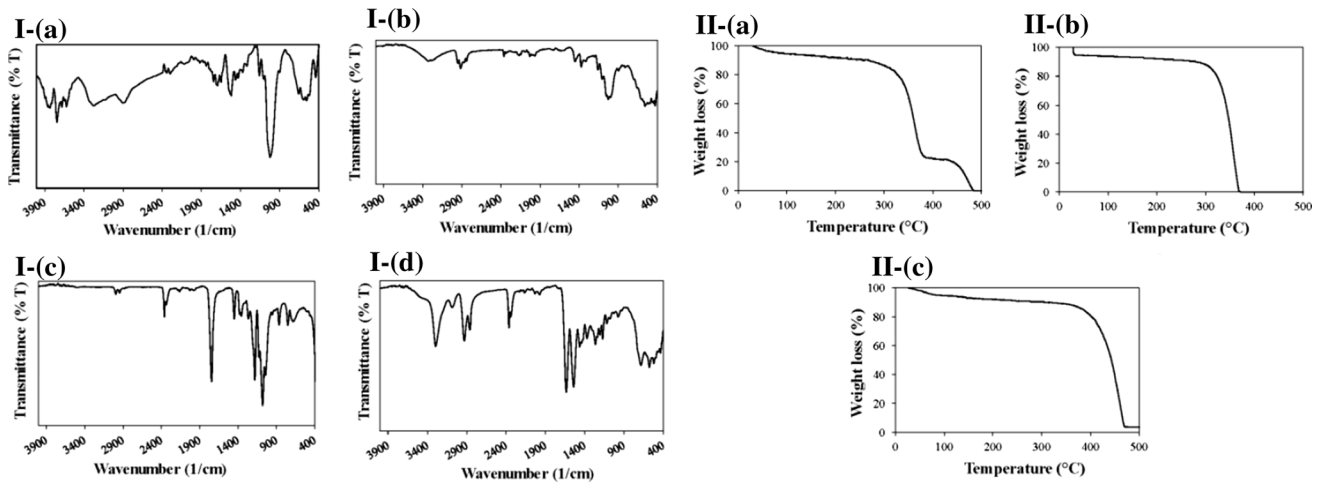 I-(a)
Transmittance (% T)
3900 3400 2900 2400 1900 1400 900 400
Wavenumber (1/cm)
I-(b)
Transmittance (% T)
3900 3400 2900 2400 1900 1400 900 400
Wavenumber (1/cm)
II-(a)
Weight loss (%)
100
80
60
40
20
0
0 100 200 300 400 500
Temperature (°C)
II-(b)
Weight loss (%)
100
80
60
40
20
0
0 100 200 300 400 500
Temperature (°C)
I-(c)
Transmittance (% T)
3900 3400 2900 2400 1900 1400 900 400
Wavenumber (1/cm)
I-(d)
Transmittance (% T)
3900 3400 2900 2400 1900 1400 900 400
Wavenumber (1/cm)
II-(c)
Weight loss (%)
100
80
60
40
20
0
0 100 200 300 400 500
Temperature (°C)